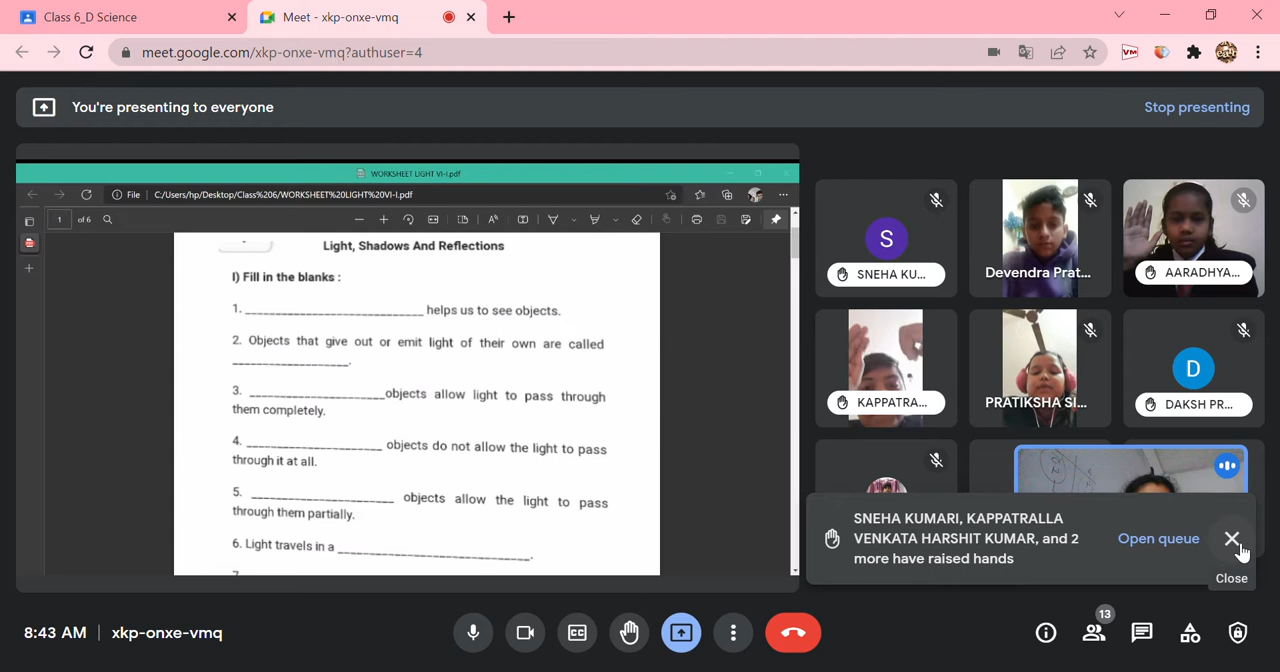 Class 6_D Science
Meet - xkp-onxe-vmq
meet.google.com/xkp-onxe-vmq?authuser=4
VM
You're presenting to everyone
Stop presenting
WORKSHEET LIGHT VI-I.pdf
File
C:/Users/hp/Desktop/Class%206/WORKSHEET%20LIGHT%20VI-I.pdf
1 of 6
Light, Shadows And Reflections
I) Fill in the blanks :
1. ______________________ helps us to see objects.
2. Objects that give out or emit light of their own are called
______________.
3. ________________objects allow light to pass through
them completely.
4. ________________ objects do not allow the light to pass
through it at all.
5. _________________ objects allow the light to pass
through them partially.
6. Light travels in a ______________________.
S
SNEHA KU...
Devendra Prat...
AARADHYA...
KAPPATRA...
PRATIKSHA SI...
D
DAKSH PR...
SNEHA KUMARI, KAPPATRALLA
VENKATA HARSHIT KUMAR, and 2
more have raised hands
Open queue
Close
8:43 AM
xkp-onxe-vmq
13